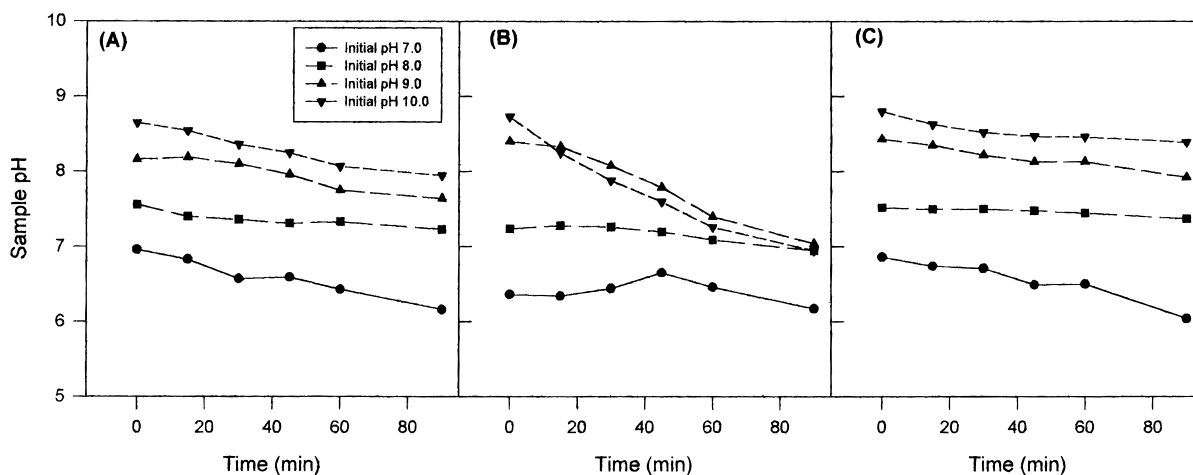 (A)
Initial pH 7.0
Initial pH 8.0
Initial pH 9.0
Initial pH 10.0
(B)
(C)
10
9
8
7
6
5
Sample pH
0 20 40 60 80
0 20 40 60 80
0 20 40 60 80
Time (min)
Time (min)
Time (min)